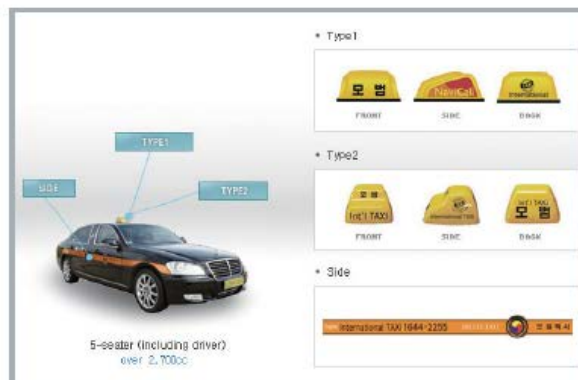 TYPE1
SIDE
TYPE2
5-seater (including driver)
over 2,700cc
• Type1
모 범
NaviCall
International
FRONT
SIDE
BACK
• Type2
모 범
Int'l TAXI
International TAXI
Int'l TAXI
모 범
FRONT
SIDE
BACK
• Side
International TAXI 1644-2255
모범택시